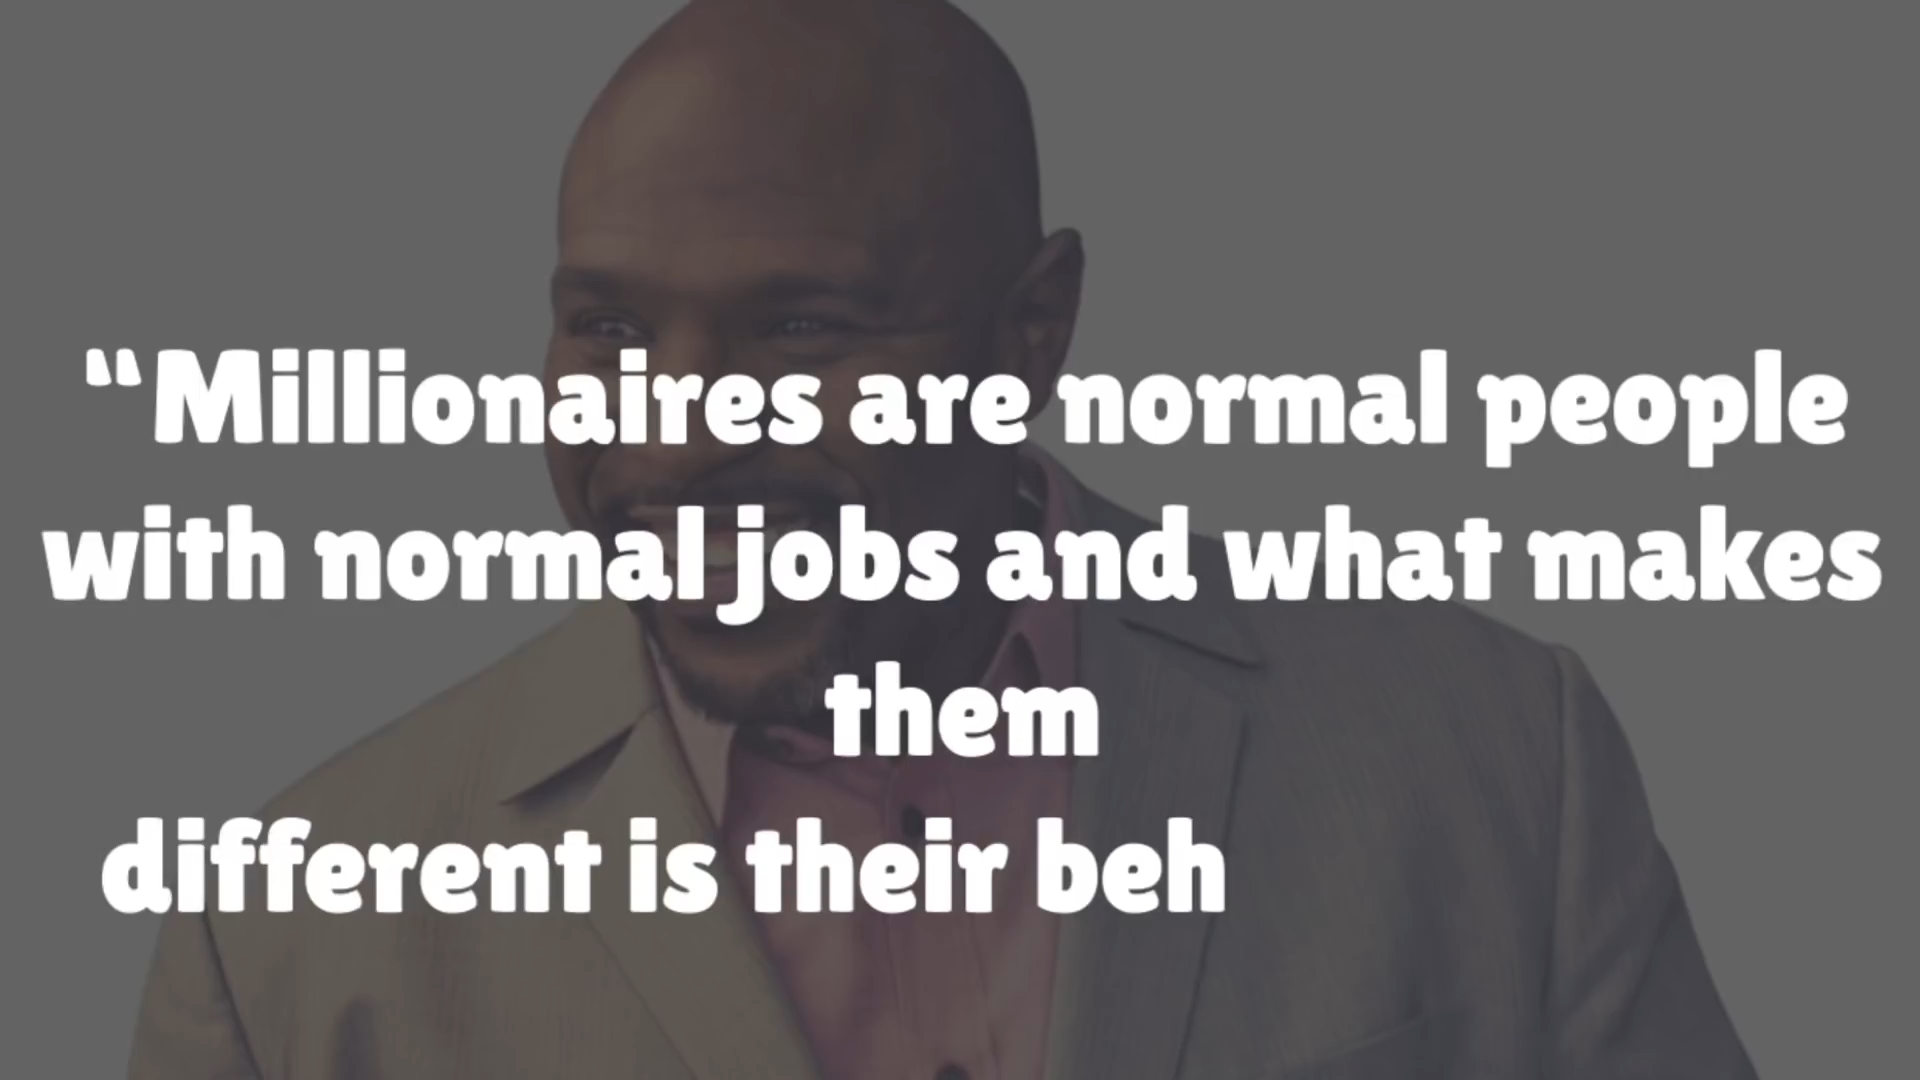 “Millionaires are normal people
with normal jobs and what makes
them
different is their beh